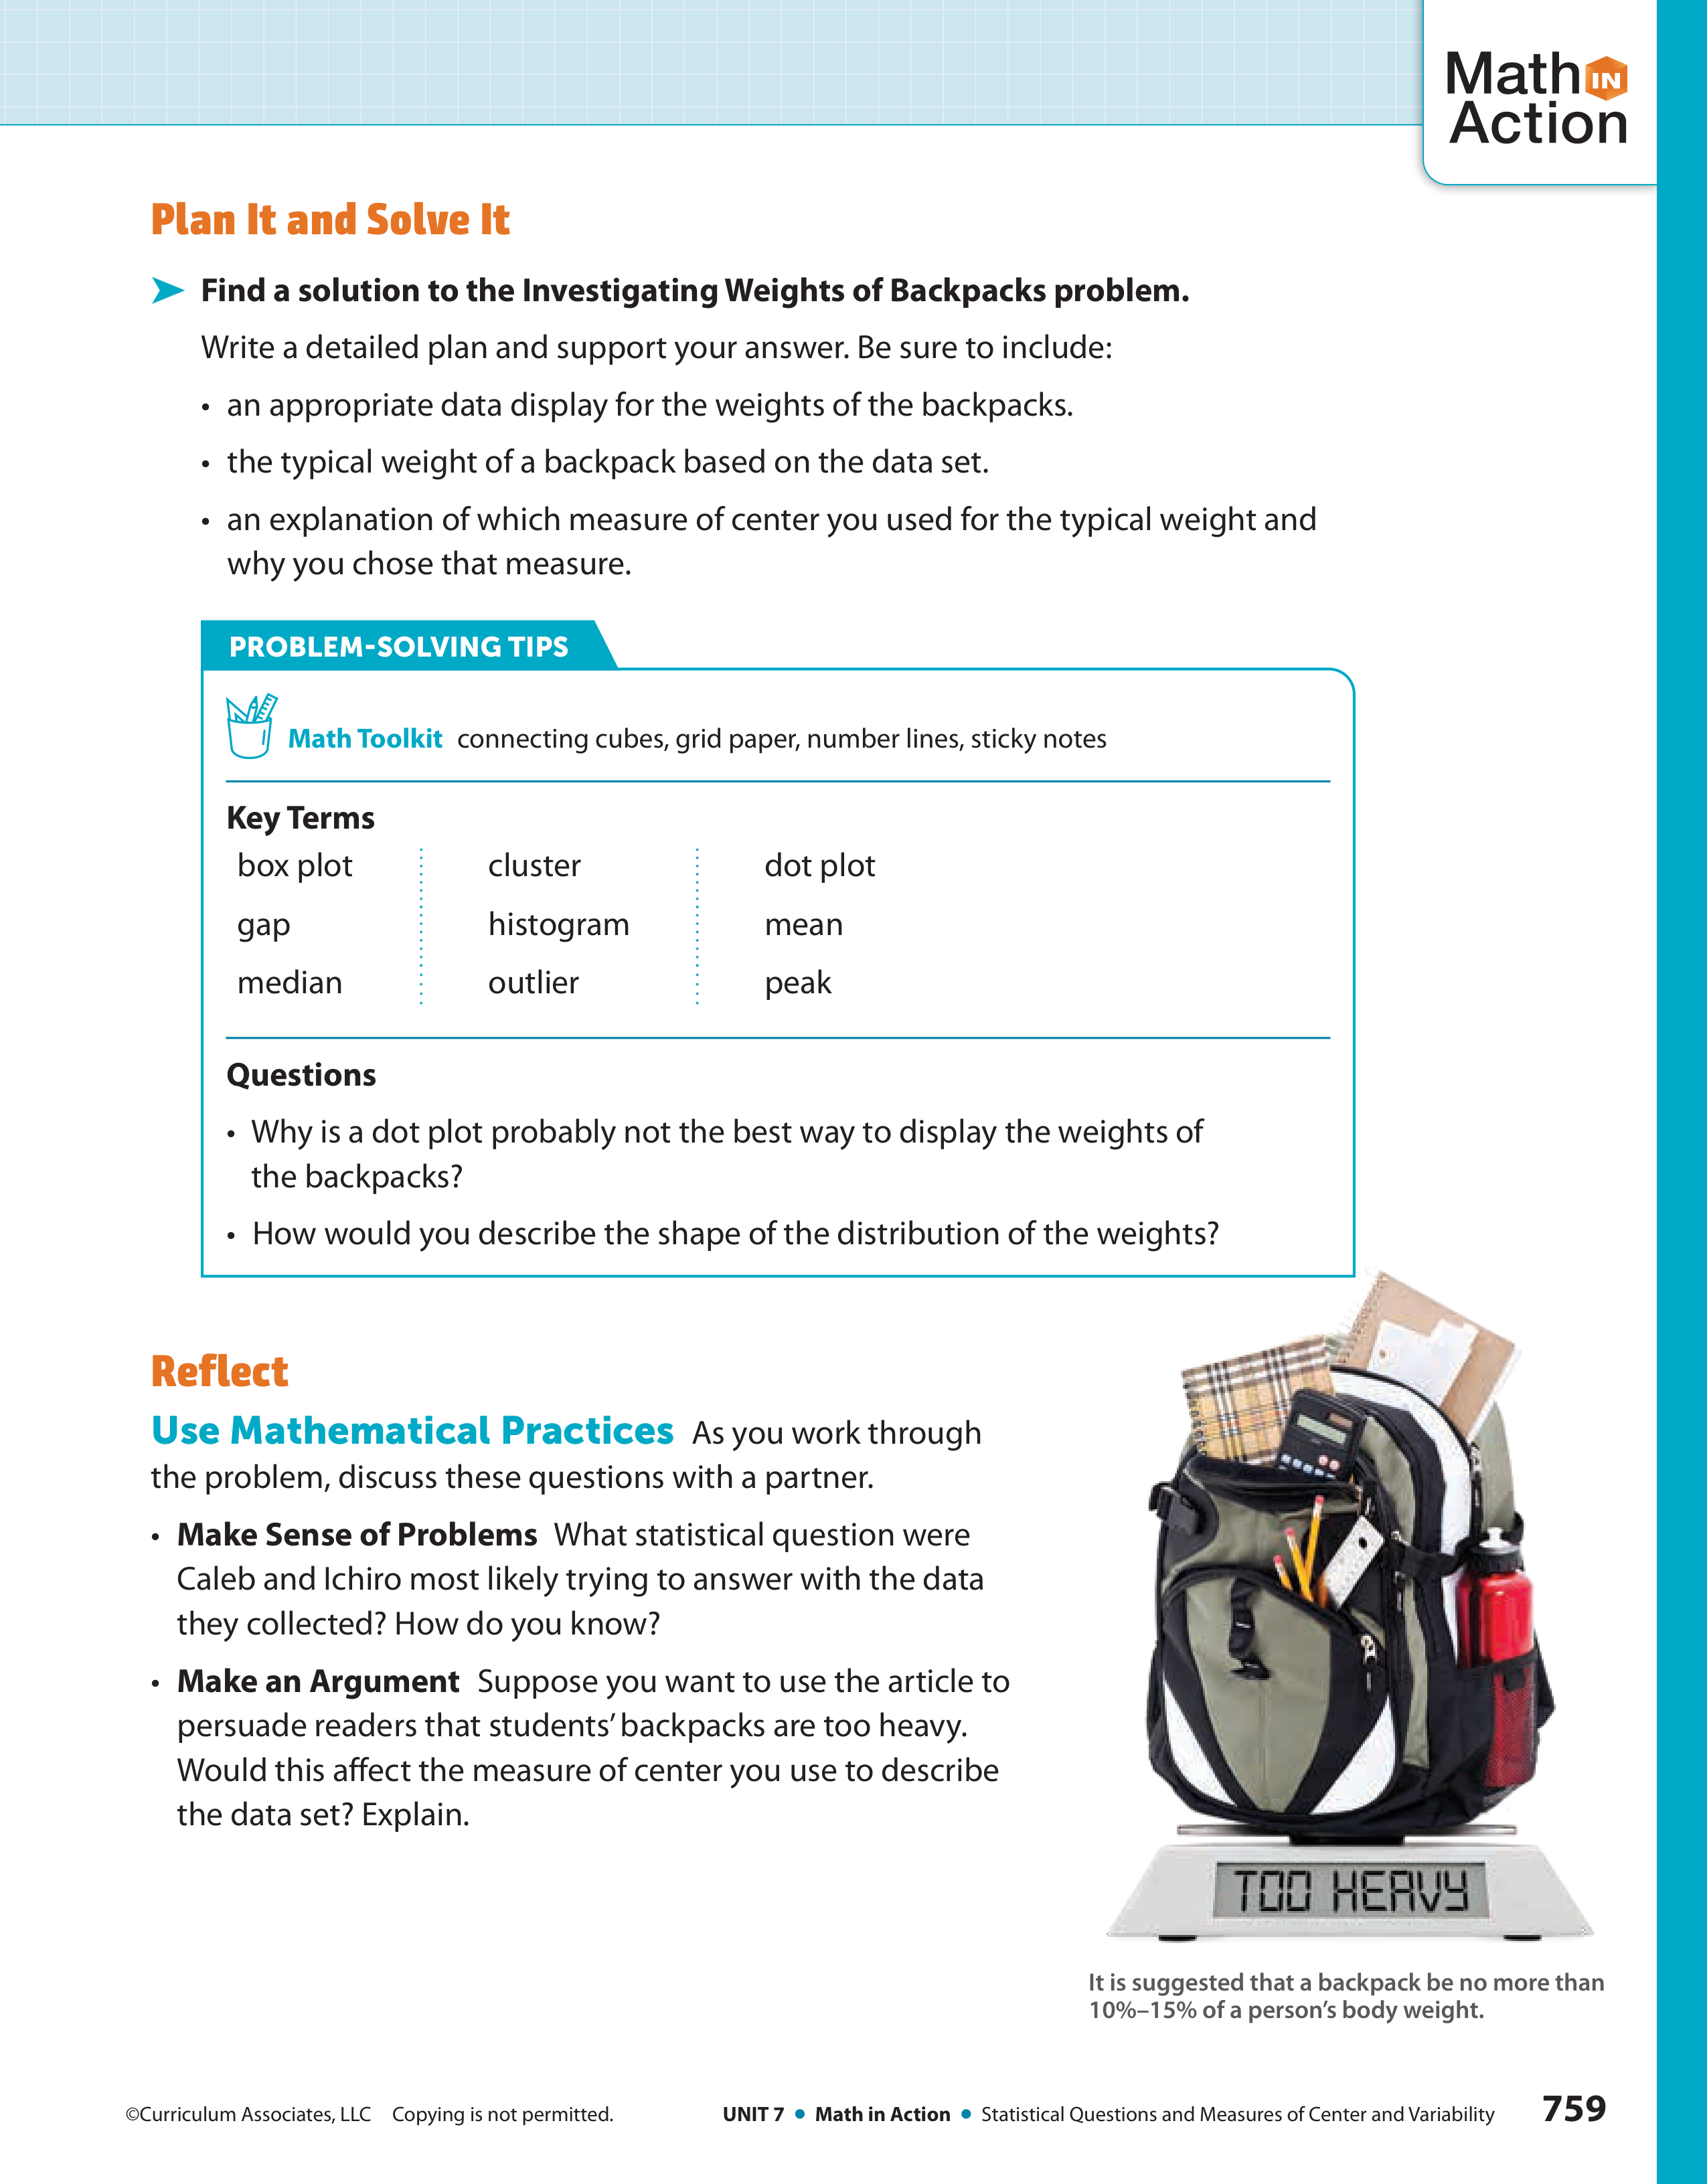 Math IN
Action
Plan It and Solve It
Find a solution to the Investigating Weights of Backpacks problem.
Write a detailed plan and support your answer. Be sure to include:
• an appropriate data display for the weights of the backpacks.
• the typical weight of a backpack based on the data set.
• an explanation of which measure of center you used for the typical weight and
why you chose that measure.
PROBLEM-SOLVING TIPS
Math Toolkit connecting cubes, grid paper, number lines, sticky notes
Key Terms
box plot cluster dot plot
gap histogram mean
median outlier peak
Questions
• Why is a dot plot probably not the best way to display the weights of
the backpacks?
• How would you describe the shape of the distribution of the weights?
Reflect
Use Mathematical Practices As you work through
the problem, discuss these questions with a partner.
• Make Sense of Problems What statistical question were
Caleb and Ichiro most likely trying to answer with the data
they collected? How do you know?
• Make an Argument Suppose you want to use the article to
persuade readers that students’ backpacks are too heavy.
Would this affect the measure of center you use to describe
the data set? Explain.
TOO HEAVY
It is suggested that a backpack be no more than
10%–15% of a person’s body weight.
©Curriculum Associates, LLC Copying is not permitted. UNIT 7 • Math in Action • Statistical Questions and Measures of Center and Variability 759